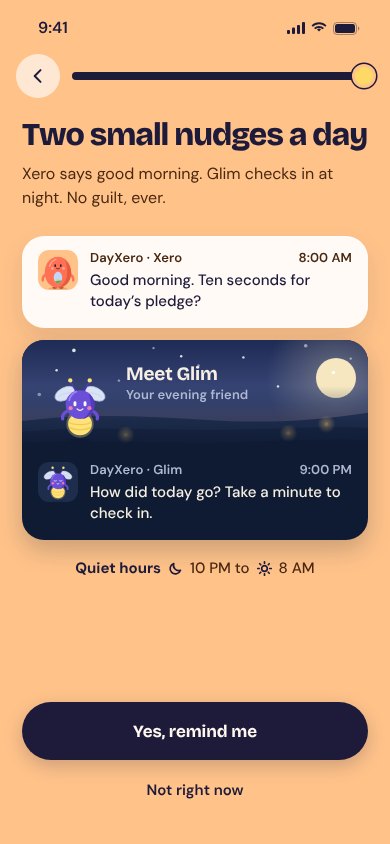 9:41
Two small nudges a day
Xero says good morning. Glim checks in at
night. No guilt, ever.
DayXero · Xero 8:00 AM
Good morning. Ten seconds for
today’s pledge?
Meet Glim
Your evening friend
DayXero · Glim 9:00 PM
How did today go? Take a minute to
check in.
Quiet hours 10 PM to 8 AM
Yes, remind me
Not right now